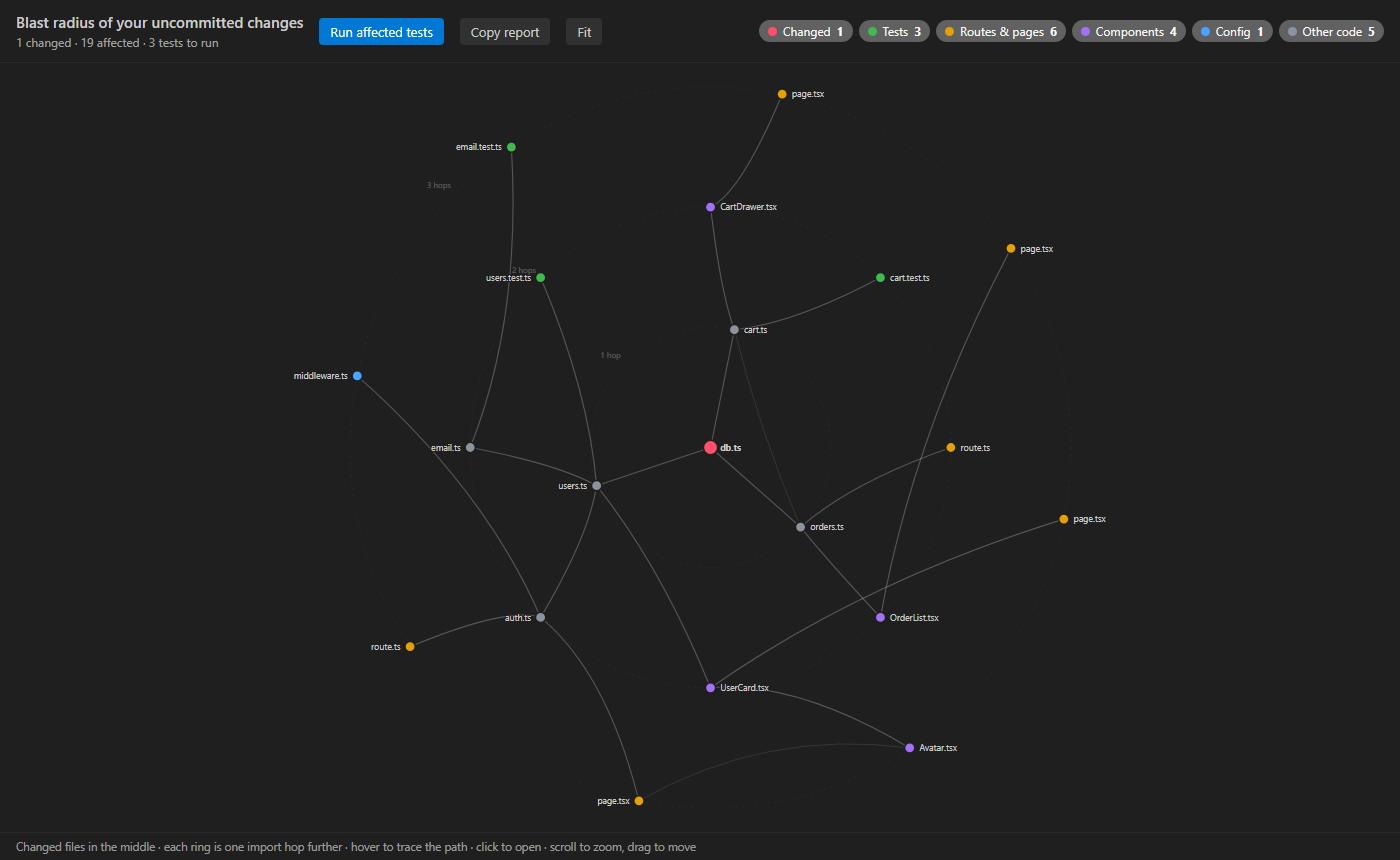 Blast radius of your uncommitted changes
1 changed · 19 affected · 3 tests to run
Run affected tests
Copy report
Fit
Changed 1
Tests 3
Routes & pages 6
Components 4
Config 1
Other code 5
page.tsx
email.test.ts
3 hops
CartDrawer.tsx
page.tsx
2 hops
users.test.ts
cart.test.ts
cart.ts
1 hop
middleware.ts
email.ts
db.ts
route.ts
users.ts
page.tsx
orders.ts
auth.ts
OrderList.tsx
route.ts
UserCard.tsx
Avatar.tsx
page.tsx
Changed files in the middle · each ring is one import hop further · hover to trace the path · click to open · scroll to zoom, drag to move